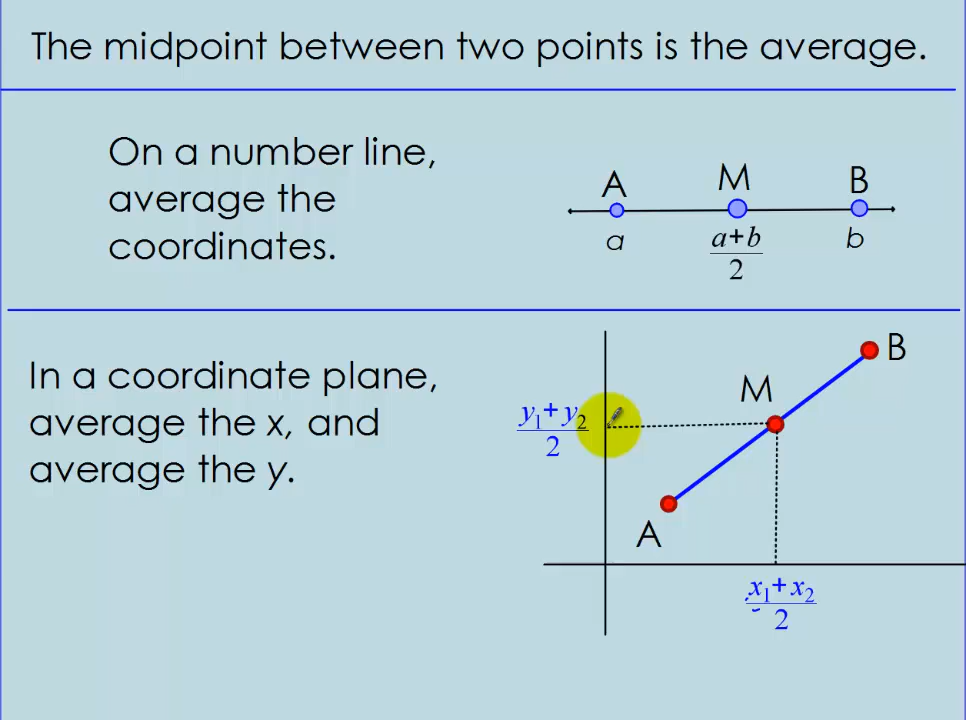 The midpoint between two points is the average.
On a number line,
average the
coordinates.
A M B
a (a+b)/2 b
In a coordinate plane,
average the x, and
average the y.
B
M
(y₁+y₂)/2
A
(x₁+x₂)/2